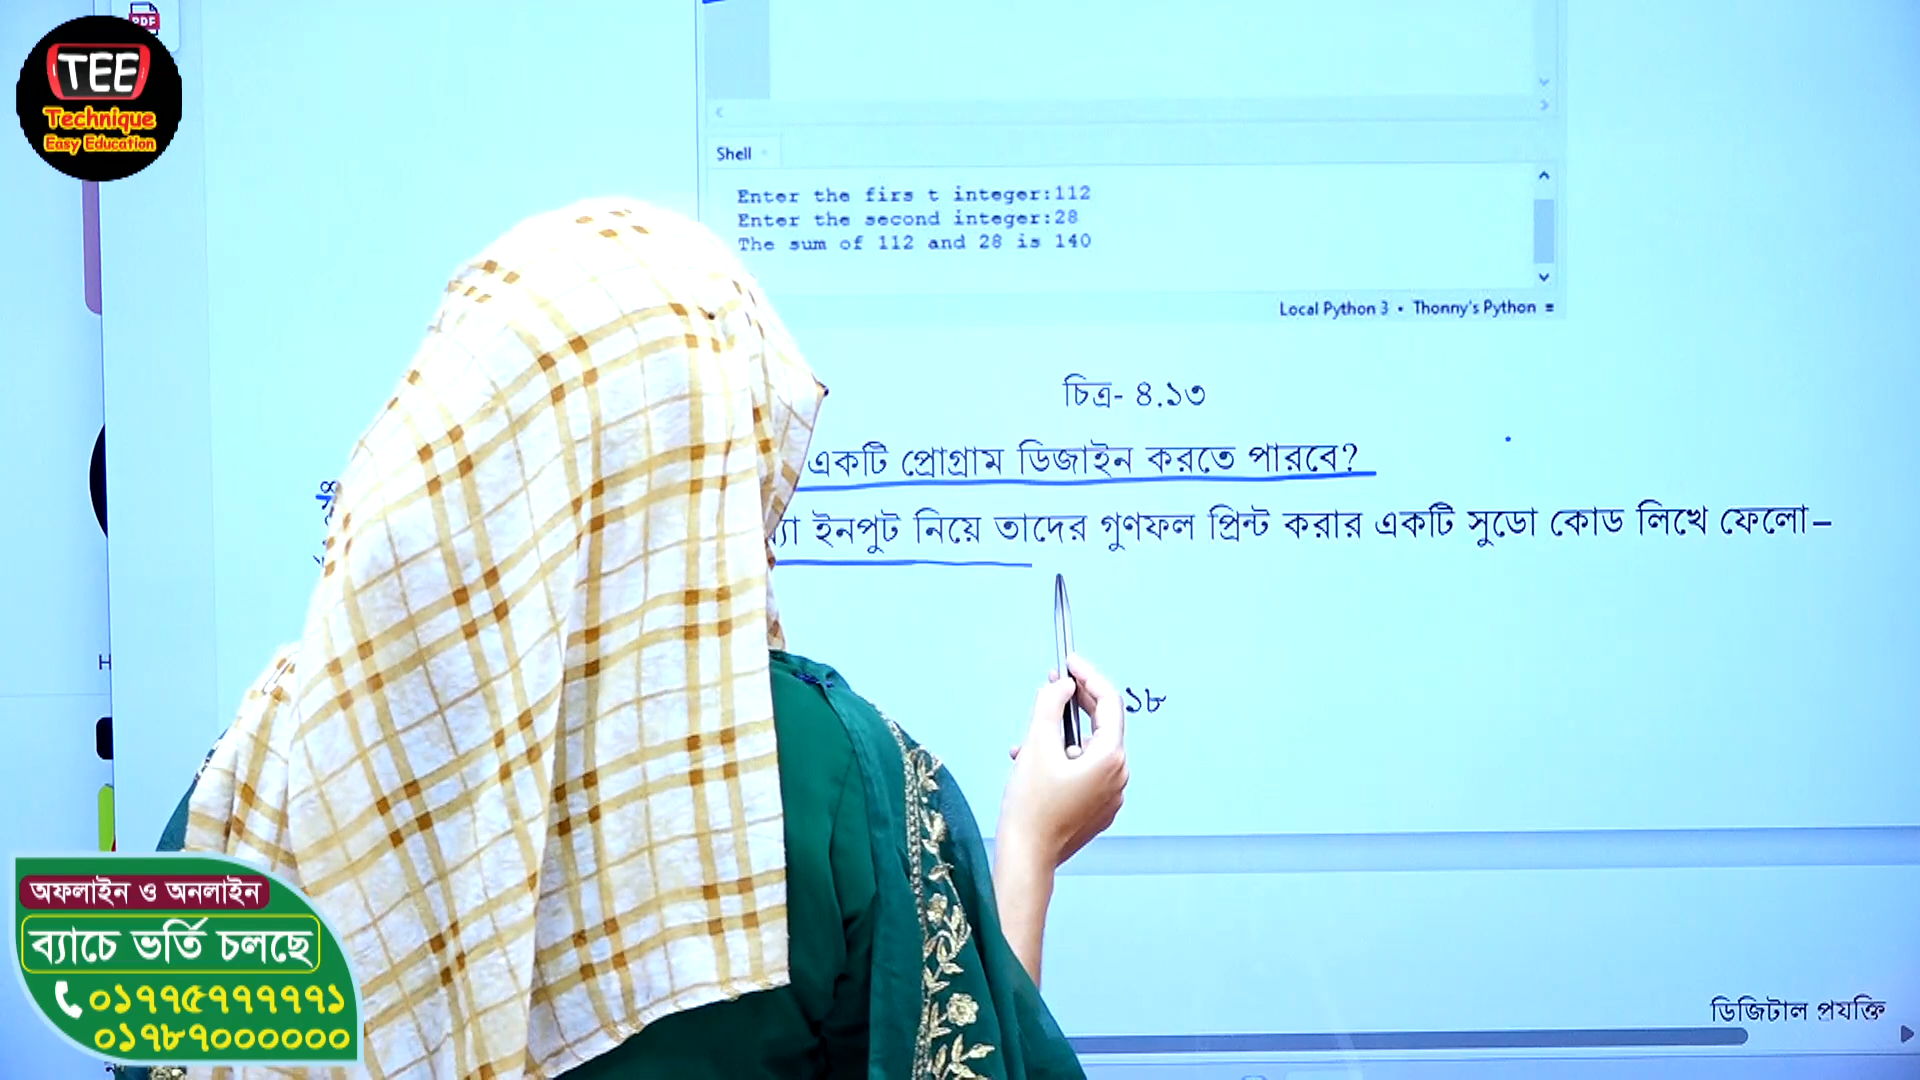 PDF
TEE
Technique
Easy Education
Shell
Enter the firs t integer:112
Enter the second integer:28
The sum of 112 and 28 is 140
Local Python 3 • Thonny's Python ≡
চিত্র- ৪.১৩
একটি প্রোগ্রাম ডিজাইন করতে পারবে?
ইনপুট নিয়ে তাদের গুণফল প্রিন্ট করার একটি সুডো কোড লিখে ফেলো–
১৮
H
অফলাইন ও অনলাইন
ব্যাচে ভর্তি চলছে
০১৭৭৫৭৭৭৭৭১
০১৭৮৭০০০০০০
ডিজিটাল প্রযুক্তি